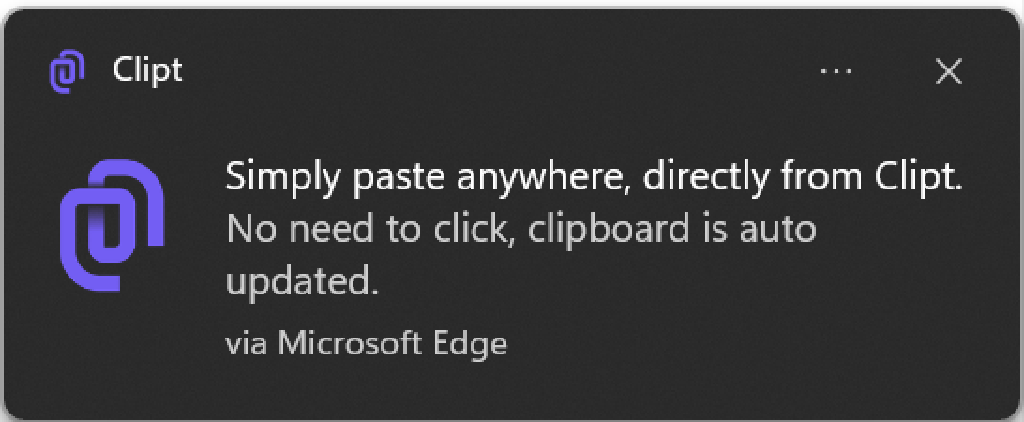 Clipt
Simply paste anywhere, directly from Clipt.
No need to click, clipboard is auto
updated.
via Microsoft Edge